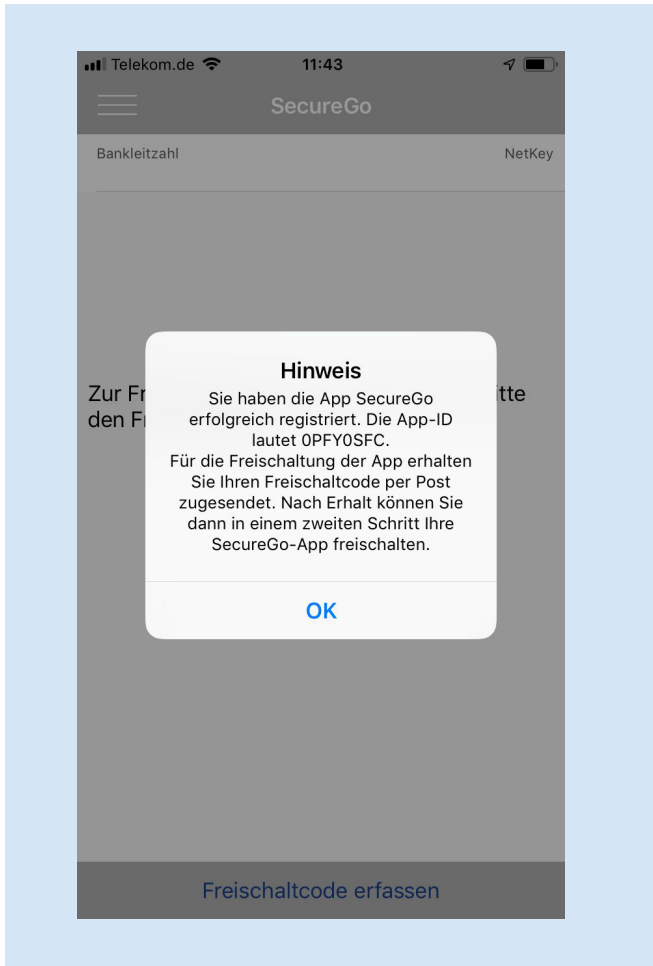 Telekom.de 11:43
SecureGo
Bankleitzahl NetKey
Hinweis
Sie haben die App SecureGo
erfolgreich registriert. Die App-ID
lautet 0PFY0SFC.
Für die Freischaltung der App erhalten
Sie Ihren Freischaltcode per Post
zugesendet. Nach Erhalt können Sie
dann in einem zweiten Schritt Ihre
SecureGo-App freischalten.
OK
Zur
den
Freischaltcode erfassen